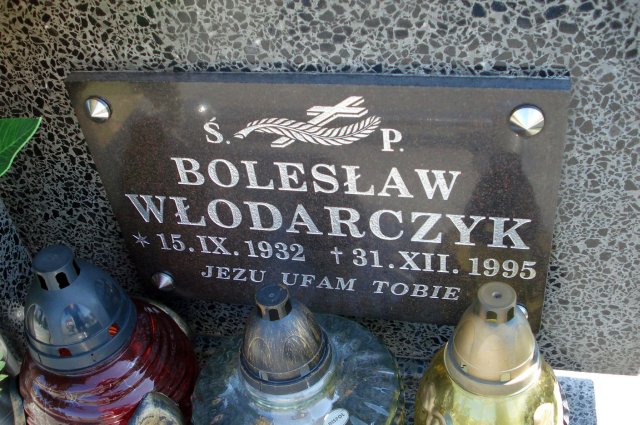 Ś. P.
BOLESŁAW
WŁODARCZYK
* 15.IX. 1932 † 31.XII. 1995
JEZU UFAM TOBIE